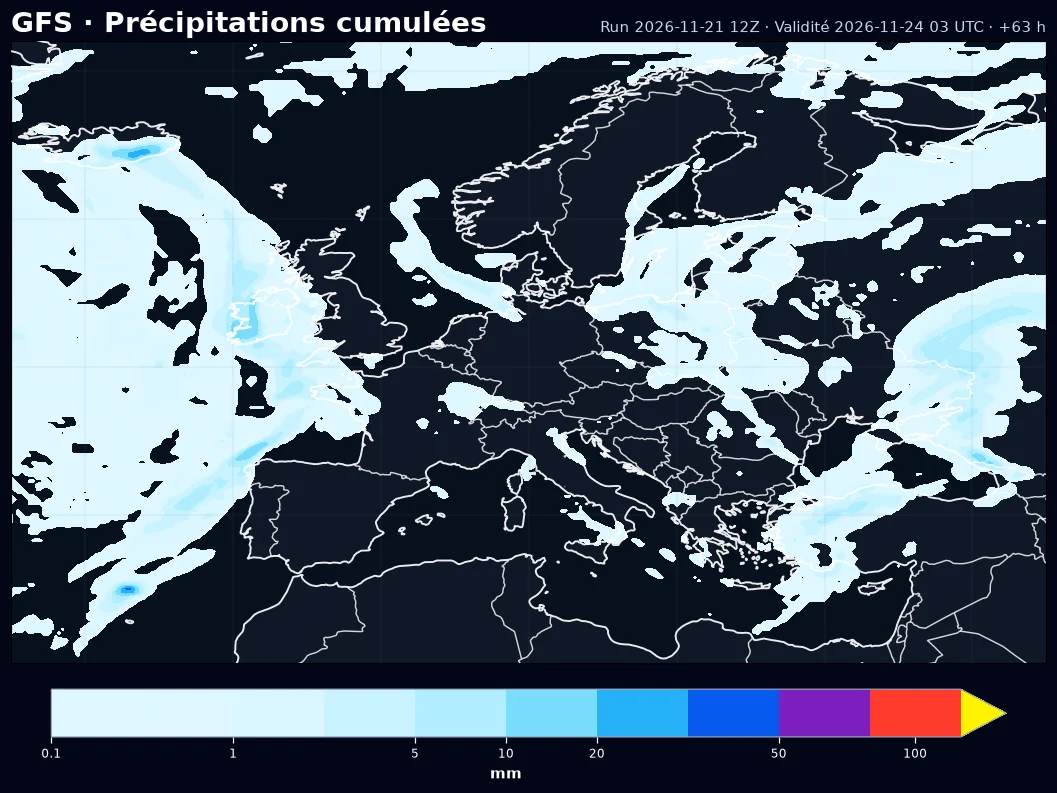 GFS · Précipitations cumulées
Run 2026-11-21 12Z · Validité 2026-11-24 03 UTC · +63 h
0.1 1 5 10 20 50 100
mm